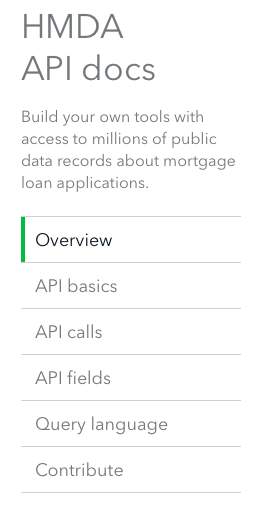 HMDA
API docs
Build your own tools with
access to millions of public
data records about mortgage
loan applications.
Overview
API basics
API calls
API fields
Query language
Contribute